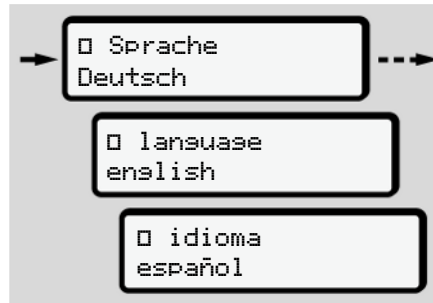 □ Sprache
Deutsch
□ language
english
□ idioma
español